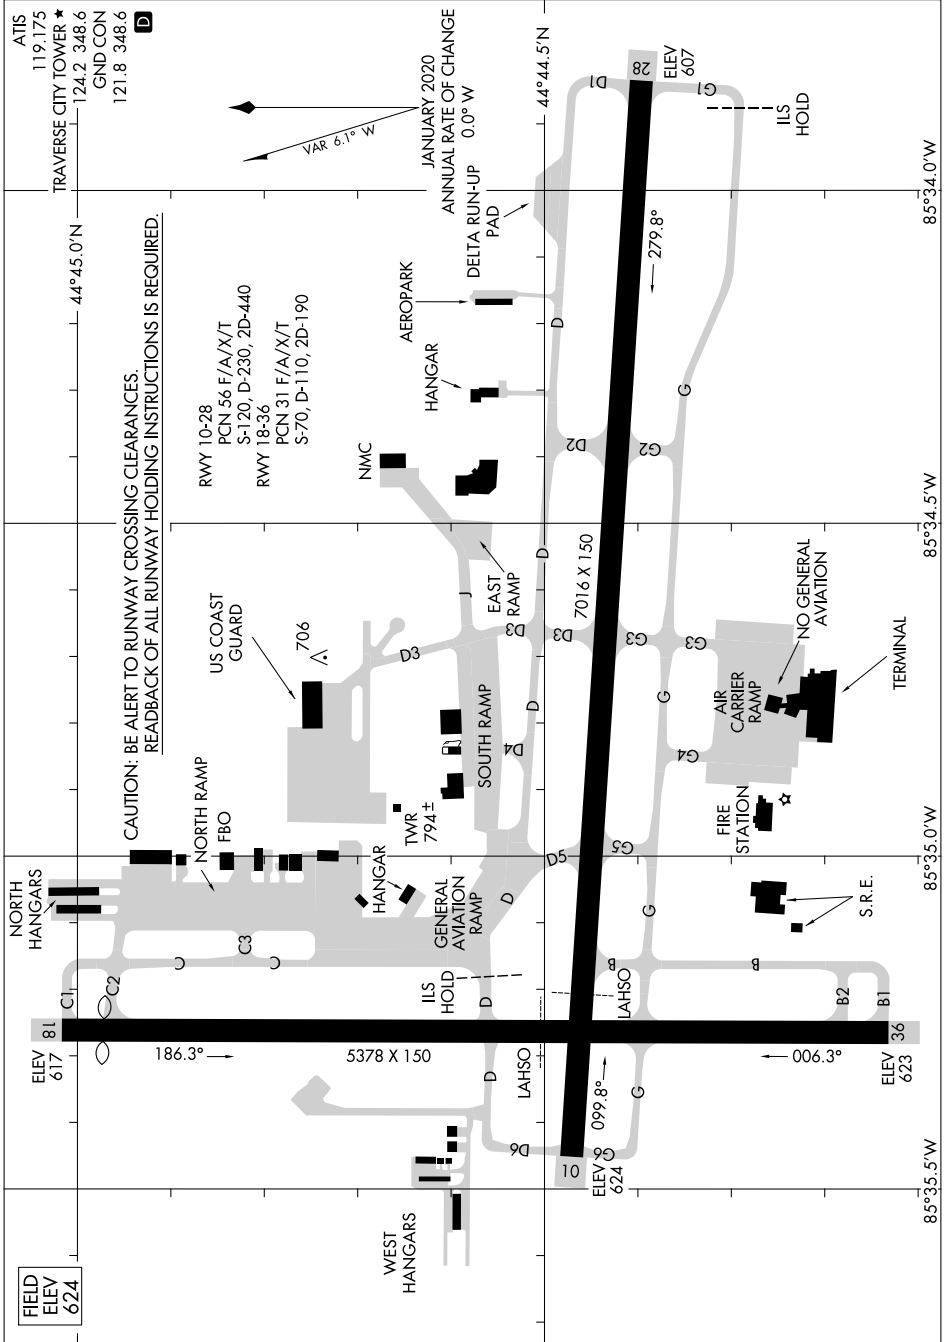 FIELD
ELEV
624
ATIS
119.175
TRAVERSE CITY TOWER ★
124.2 348.6
GND CON
121.8 348.6
D
CAUTION: BE ALERT TO RUNWAY CROSSING CLEARANCES.
READBACK OF ALL RUNWAY HOLDING INSTRUCTIONS IS REQUIRED.
44°45.0'N
VAR 6.1° W
JANUARY 2020
ANNUAL RATE OF CHANGE
0.0° W
44°44.5'N
RWY 10-28
PCN 56 F/A/X/T
S-120, D-230, 2D-440
RWY 18-36
PCN 31 F/A/X/T
S-70, D-110, 2D-190
NORTH
HANGARS
NORTH RAMP
FBO
US COAST
GUARD
706
TWR
794±
HANGAR
GENERAL
AVIATION
RAMP
SOUTH RAMP
EAST
RAMP
NMC
HANGAR
AEROPARK
DELTA RUN-UP
PAD
WEST
HANGARS
ELEV
617
18
C1
C2
C
C3
C
186.3°
5378 X 150
ILS
HOLD
LAHSO
LAHSO
D
D
D
D
D
D
D1
D2
D3
D3
D3
D4
D5
D6
J
10
ELEV
624
099.8°
7016 X 150
279.8°
28
ELEV
607
ILS
HOLD
G
G
G
G
G1
G2
G3
G3
G4
G5
G6
B
B
B2
B1
006.3°
36
ELEV
623
S.R.E.
FIRE
STATION
AIR
CARRIER
RAMP
NO GENERAL
AVIATION
TERMINAL
85°35.5'W
85°35.0'W
85°34.5'W
85°34.0'W